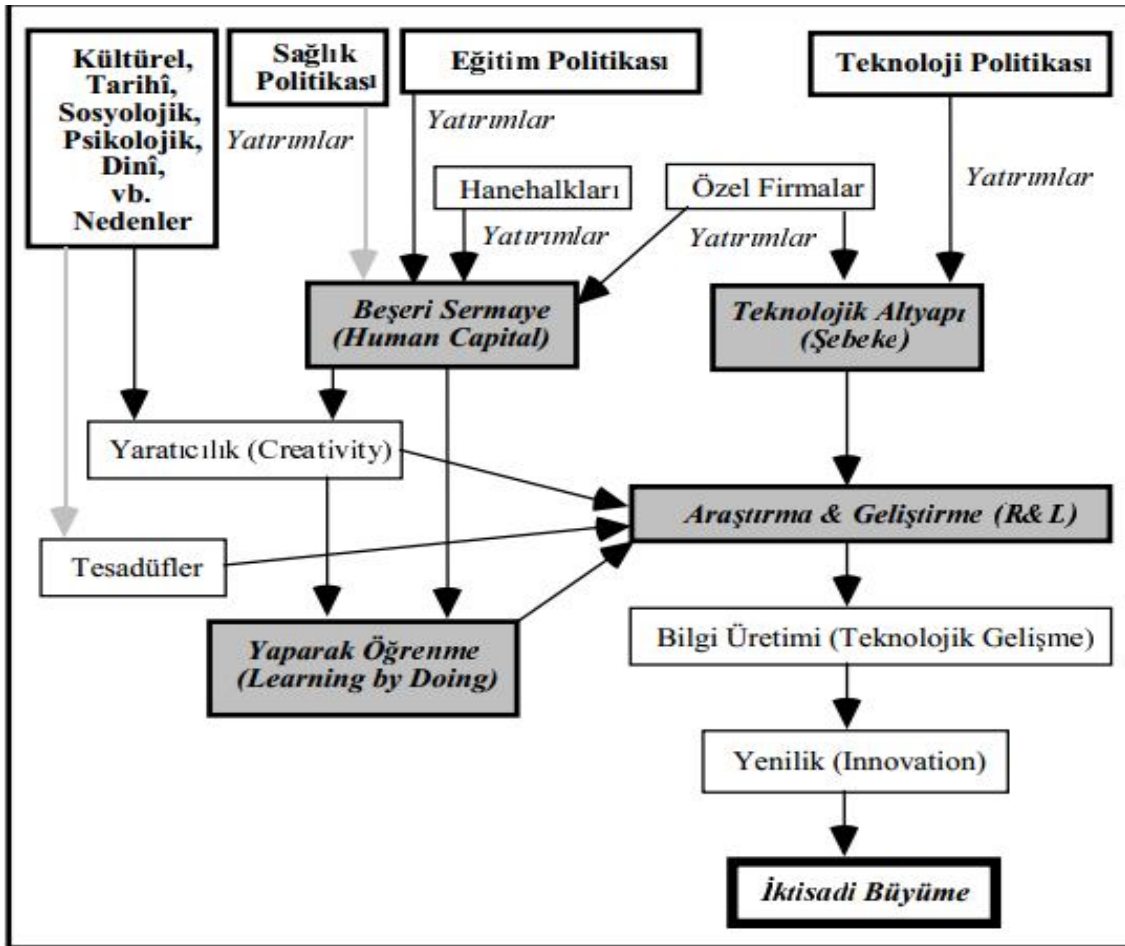 Kültürel,
Tarihî,
Sosyolojik,
Psikolojik,
Dinî,
vb.
Nedenler
Sağlık
Politikası
Eğitim Politikası
Teknoloji Politikası
Yatırımlar
Yatırımlar
Yatırımlar
Hanehalkları
Özel Firmalar
Yatırımlar
Yatırımlar
Beşeri Sermaye
(Human Capital)
Teknolojik Altyapı
(Şebeke)
Yaratıcılık (Creativity)
Araştırma & Geliştirme (R& L)
Tesadüfler
Yaparak Öğrenme
(Learning by Doing)
Bilgi Üretimi (Teknolojik Gelişme)
Yenilik (Innovation)
İktisadi Büyüme